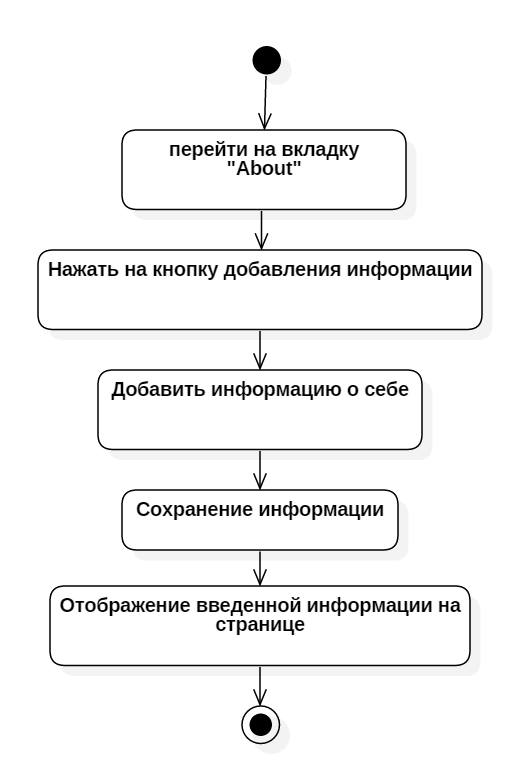 перейти на вкладку
"About"
Нажать на кнопку добавления информации
Добавить информацию о себе
Сохранение информации
Отображение введенной информации на
странице